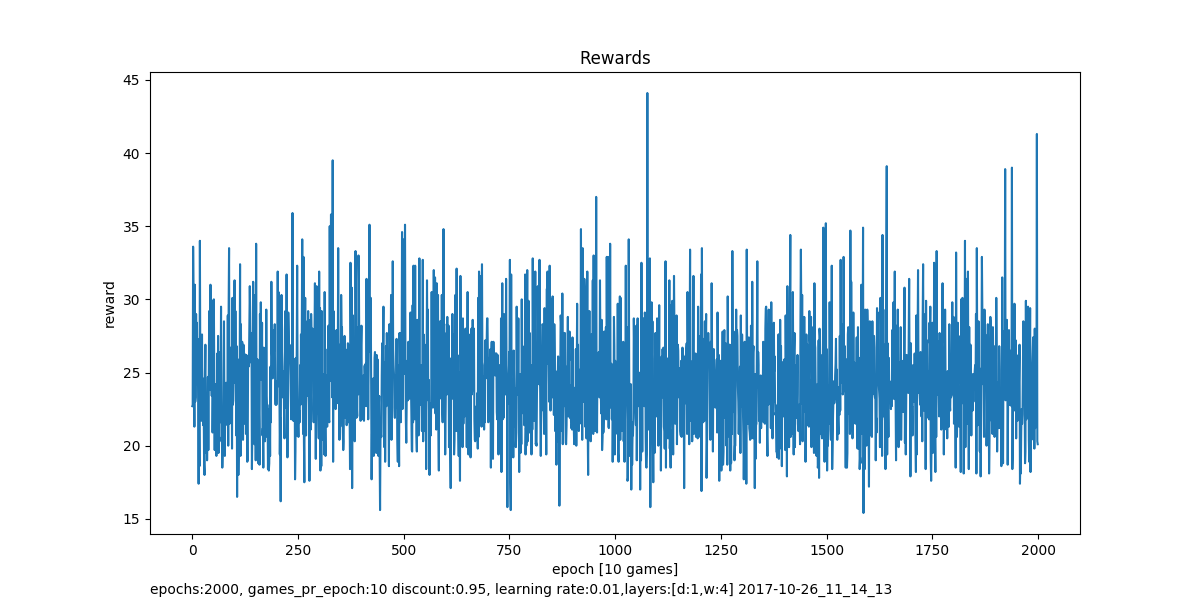 Rewards
45
40
35
30
25
20
15
reward
0 250 500 750 1000 1250 1500 1750 2000
epoch [10 games]
epochs:2000, games_pr_epoch:10 discount:0.95, learning rate:0.01,layers:[d:1,w:4] 2017-10-26_11_14_13